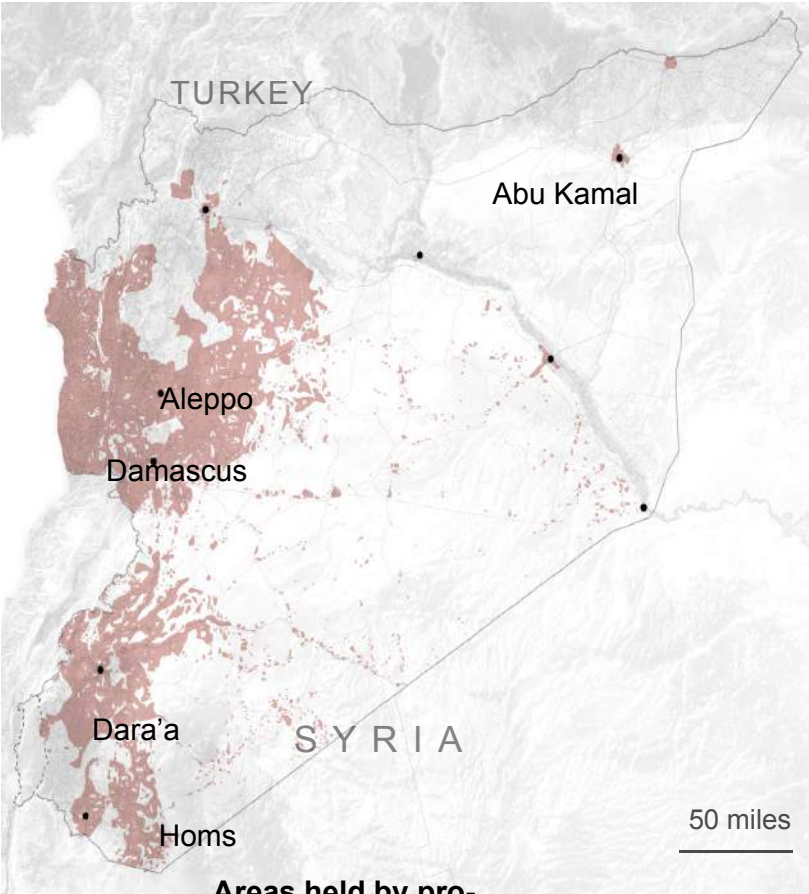 TURKEY
Abu Kamal
Aleppo
Damascus
Dara’a
S Y R I A
50 miles
Homs
Areas held by pro-